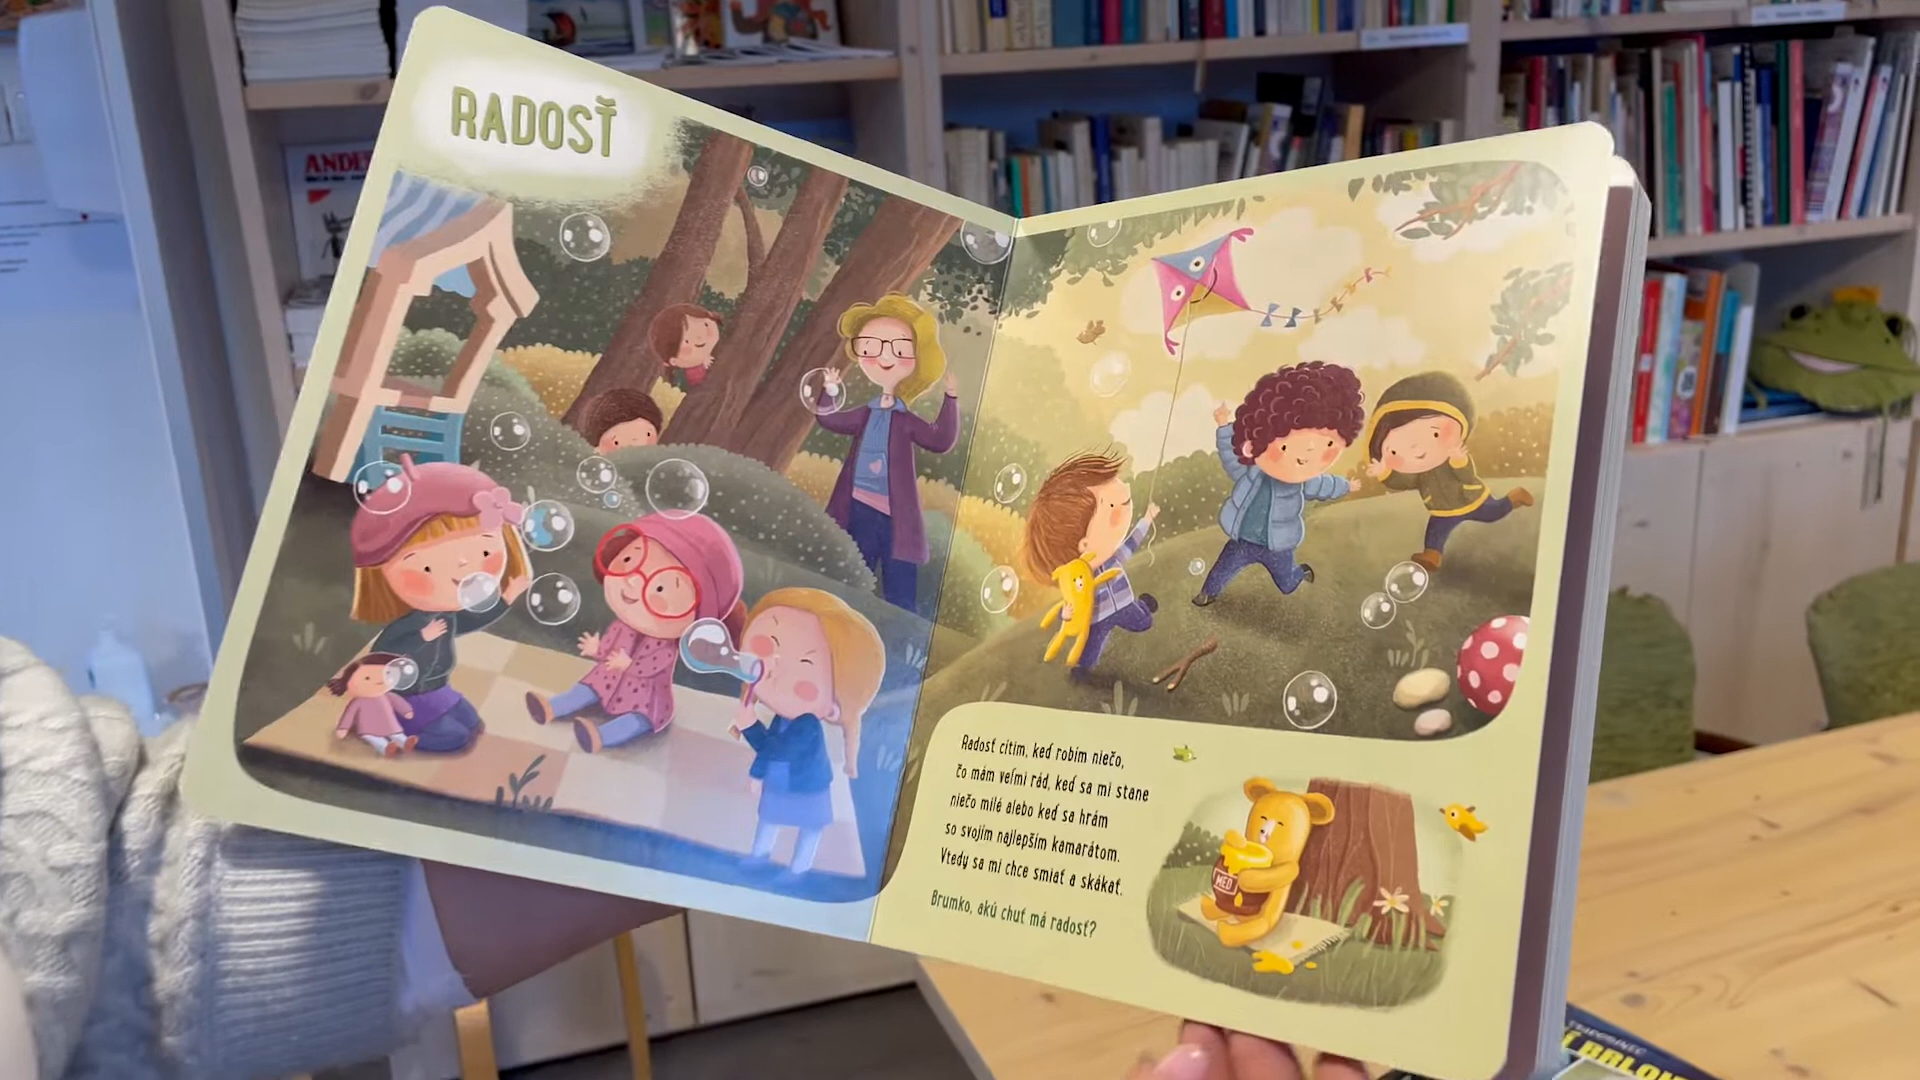 RADOSŤ
Radosť cítim, keď robím niečo,
čo mám veľmi rád, keď sa mi stane
niečo milé alebo keď sa hrám
so svojím najlepším kamarátom.
Vtedy sa mi chce smiať a skákať.
Brumko, akú chuť má radosť?
MED
ANDE